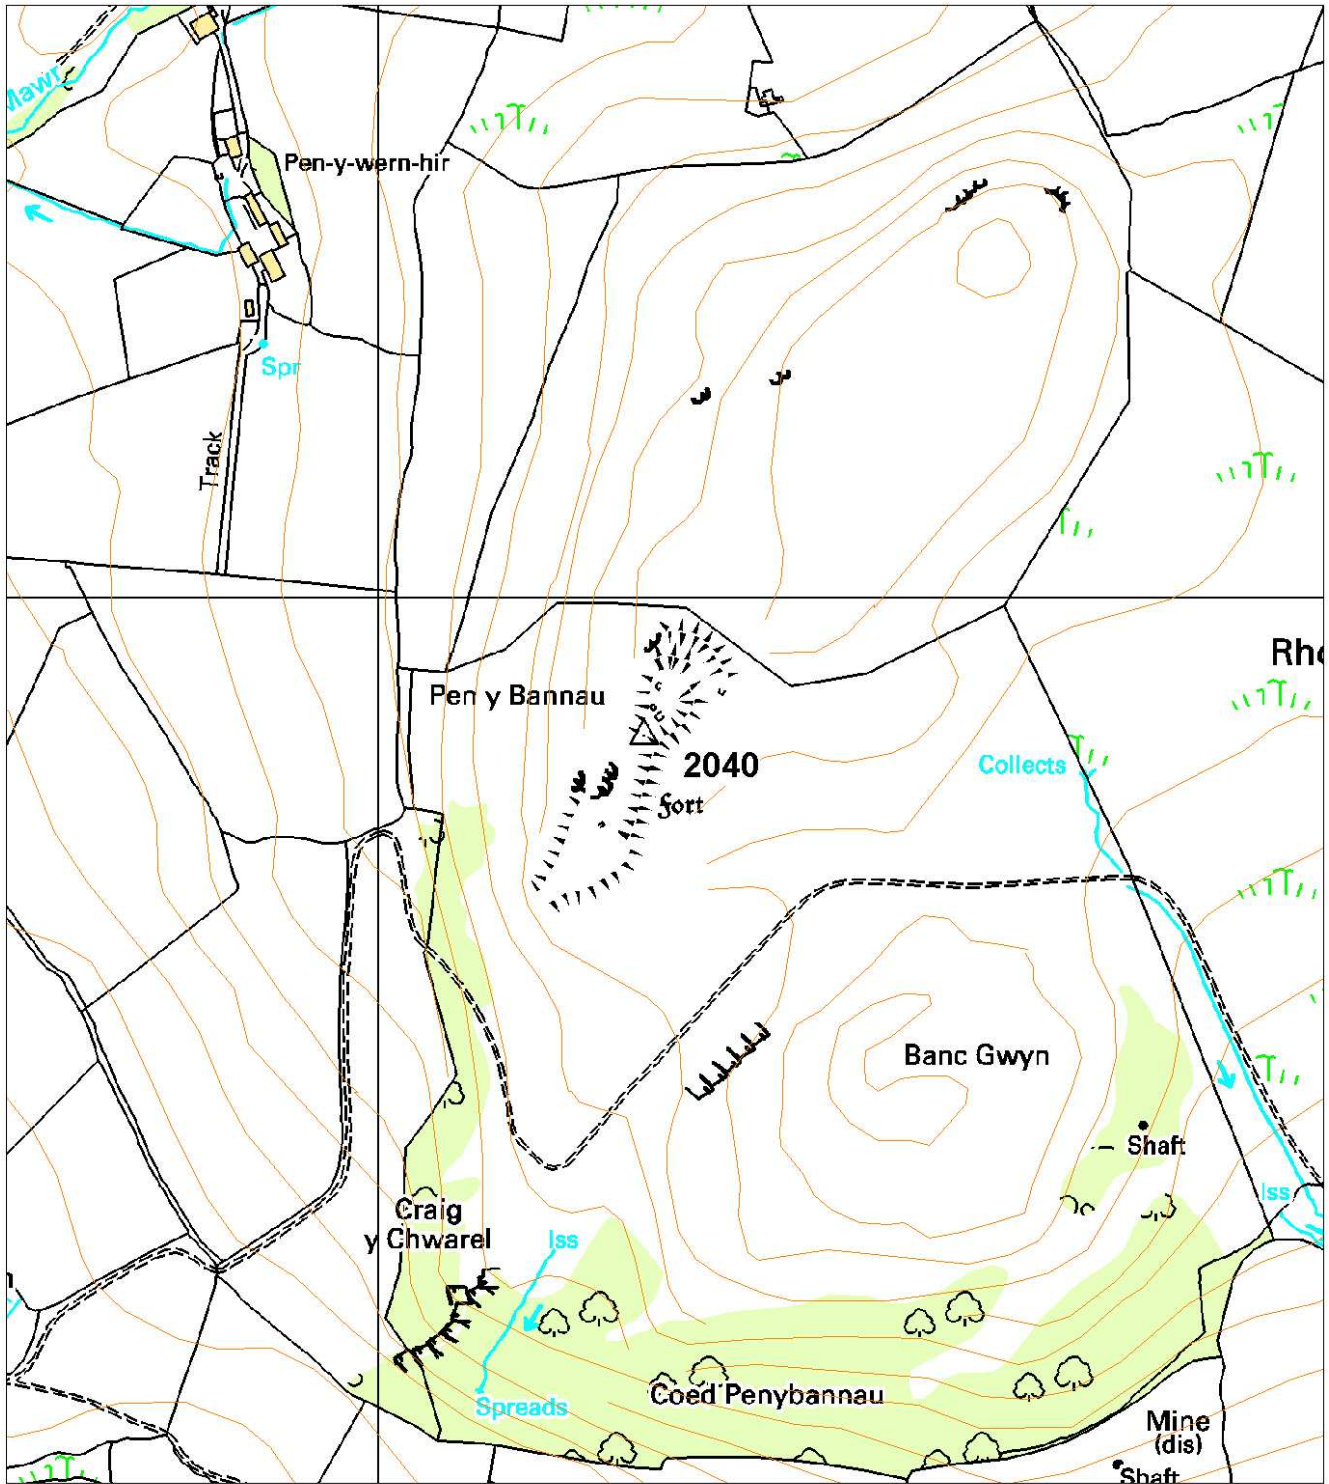 Mawr
Pen-y-wern-hir
Spr
Track
Rho
Pen y Bannau
2040
fort
Collects
Banc Gwyn
Shaft
Iss
Craig
y Chwarel
Iss
Coed Penybannau
Spreads
Mine
(dis)
Shaft